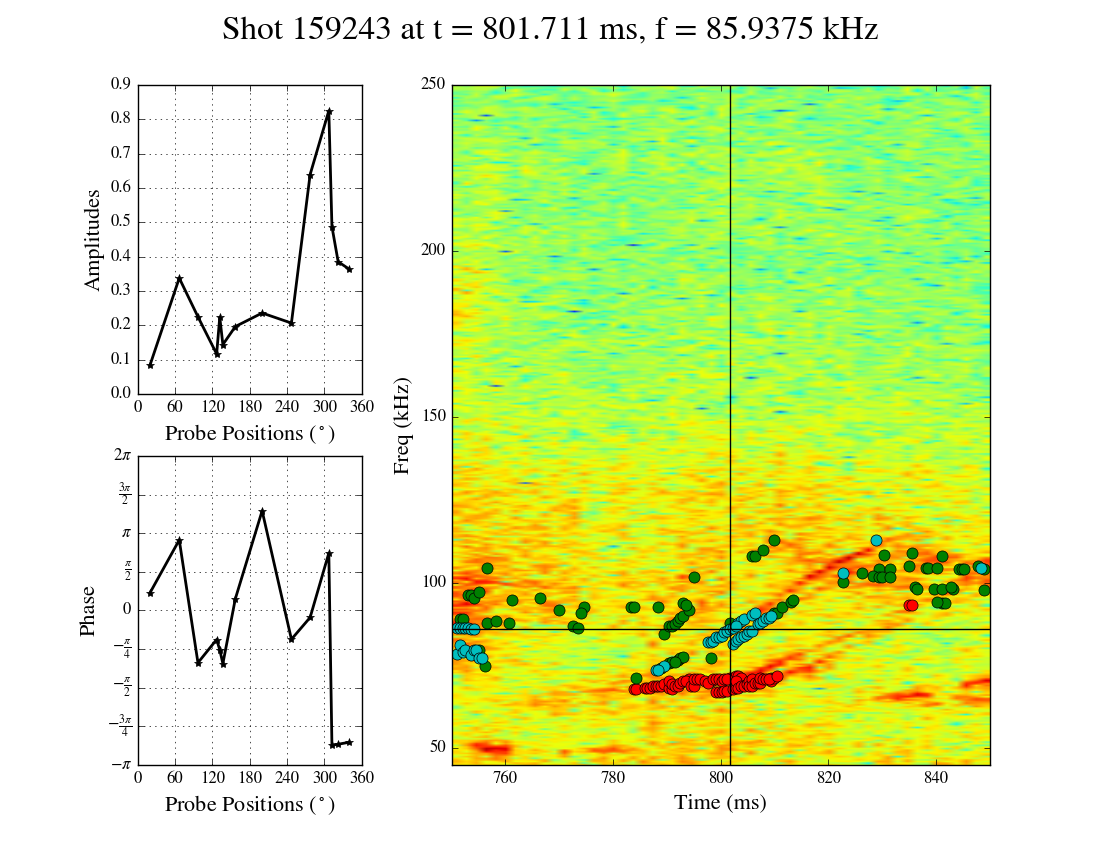 Shot 159243 at t = 801.711 ms, f = 85.9375 kHz
0.9
0.8
0.7
0.6
0.5
0.4
0.3
0.2
0.1
0.0
Amplitudes
0 60 120 180 240 300 360
Probe Positions (°)
2π
3π/2
π
π/2
0
−π/4
−π/2
−3π/4
−π
Phase
0 60 120 180 240 300 360
Probe Positions (°)
250
200
150
100
50
Freq (kHz)
760 780 800 820 840
Time (ms)